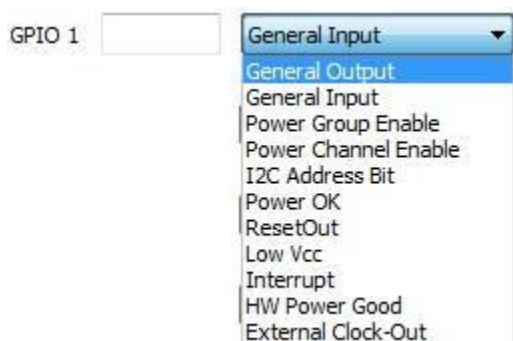 GPIO 1 General Input
General Output
General Input
Power Group Enable
Power Channel Enable
I2C Address Bit
Power OK
ResetOut
Low Vcc
Interrupt
HW Power Good
External Clock-Out